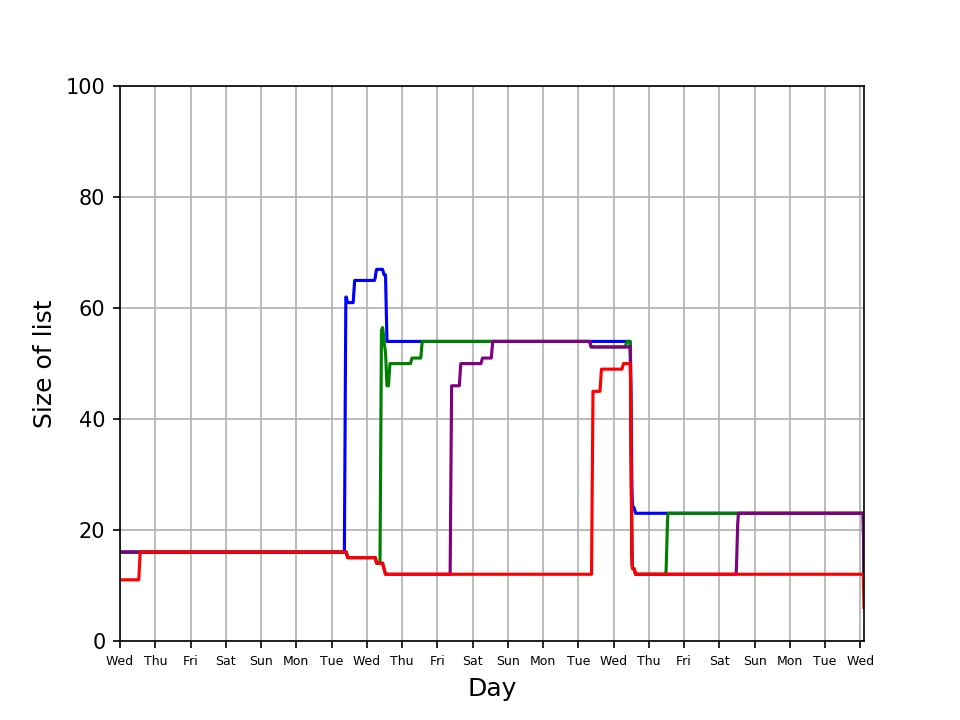 100
80
60
40
20
0
Size of list
Wed Thu Fri Sat Sun Mon Tue Wed Thu Fri Sat Sun Mon Tue Wed Thu Fri Sat Sun Mon Tue Wed
Day